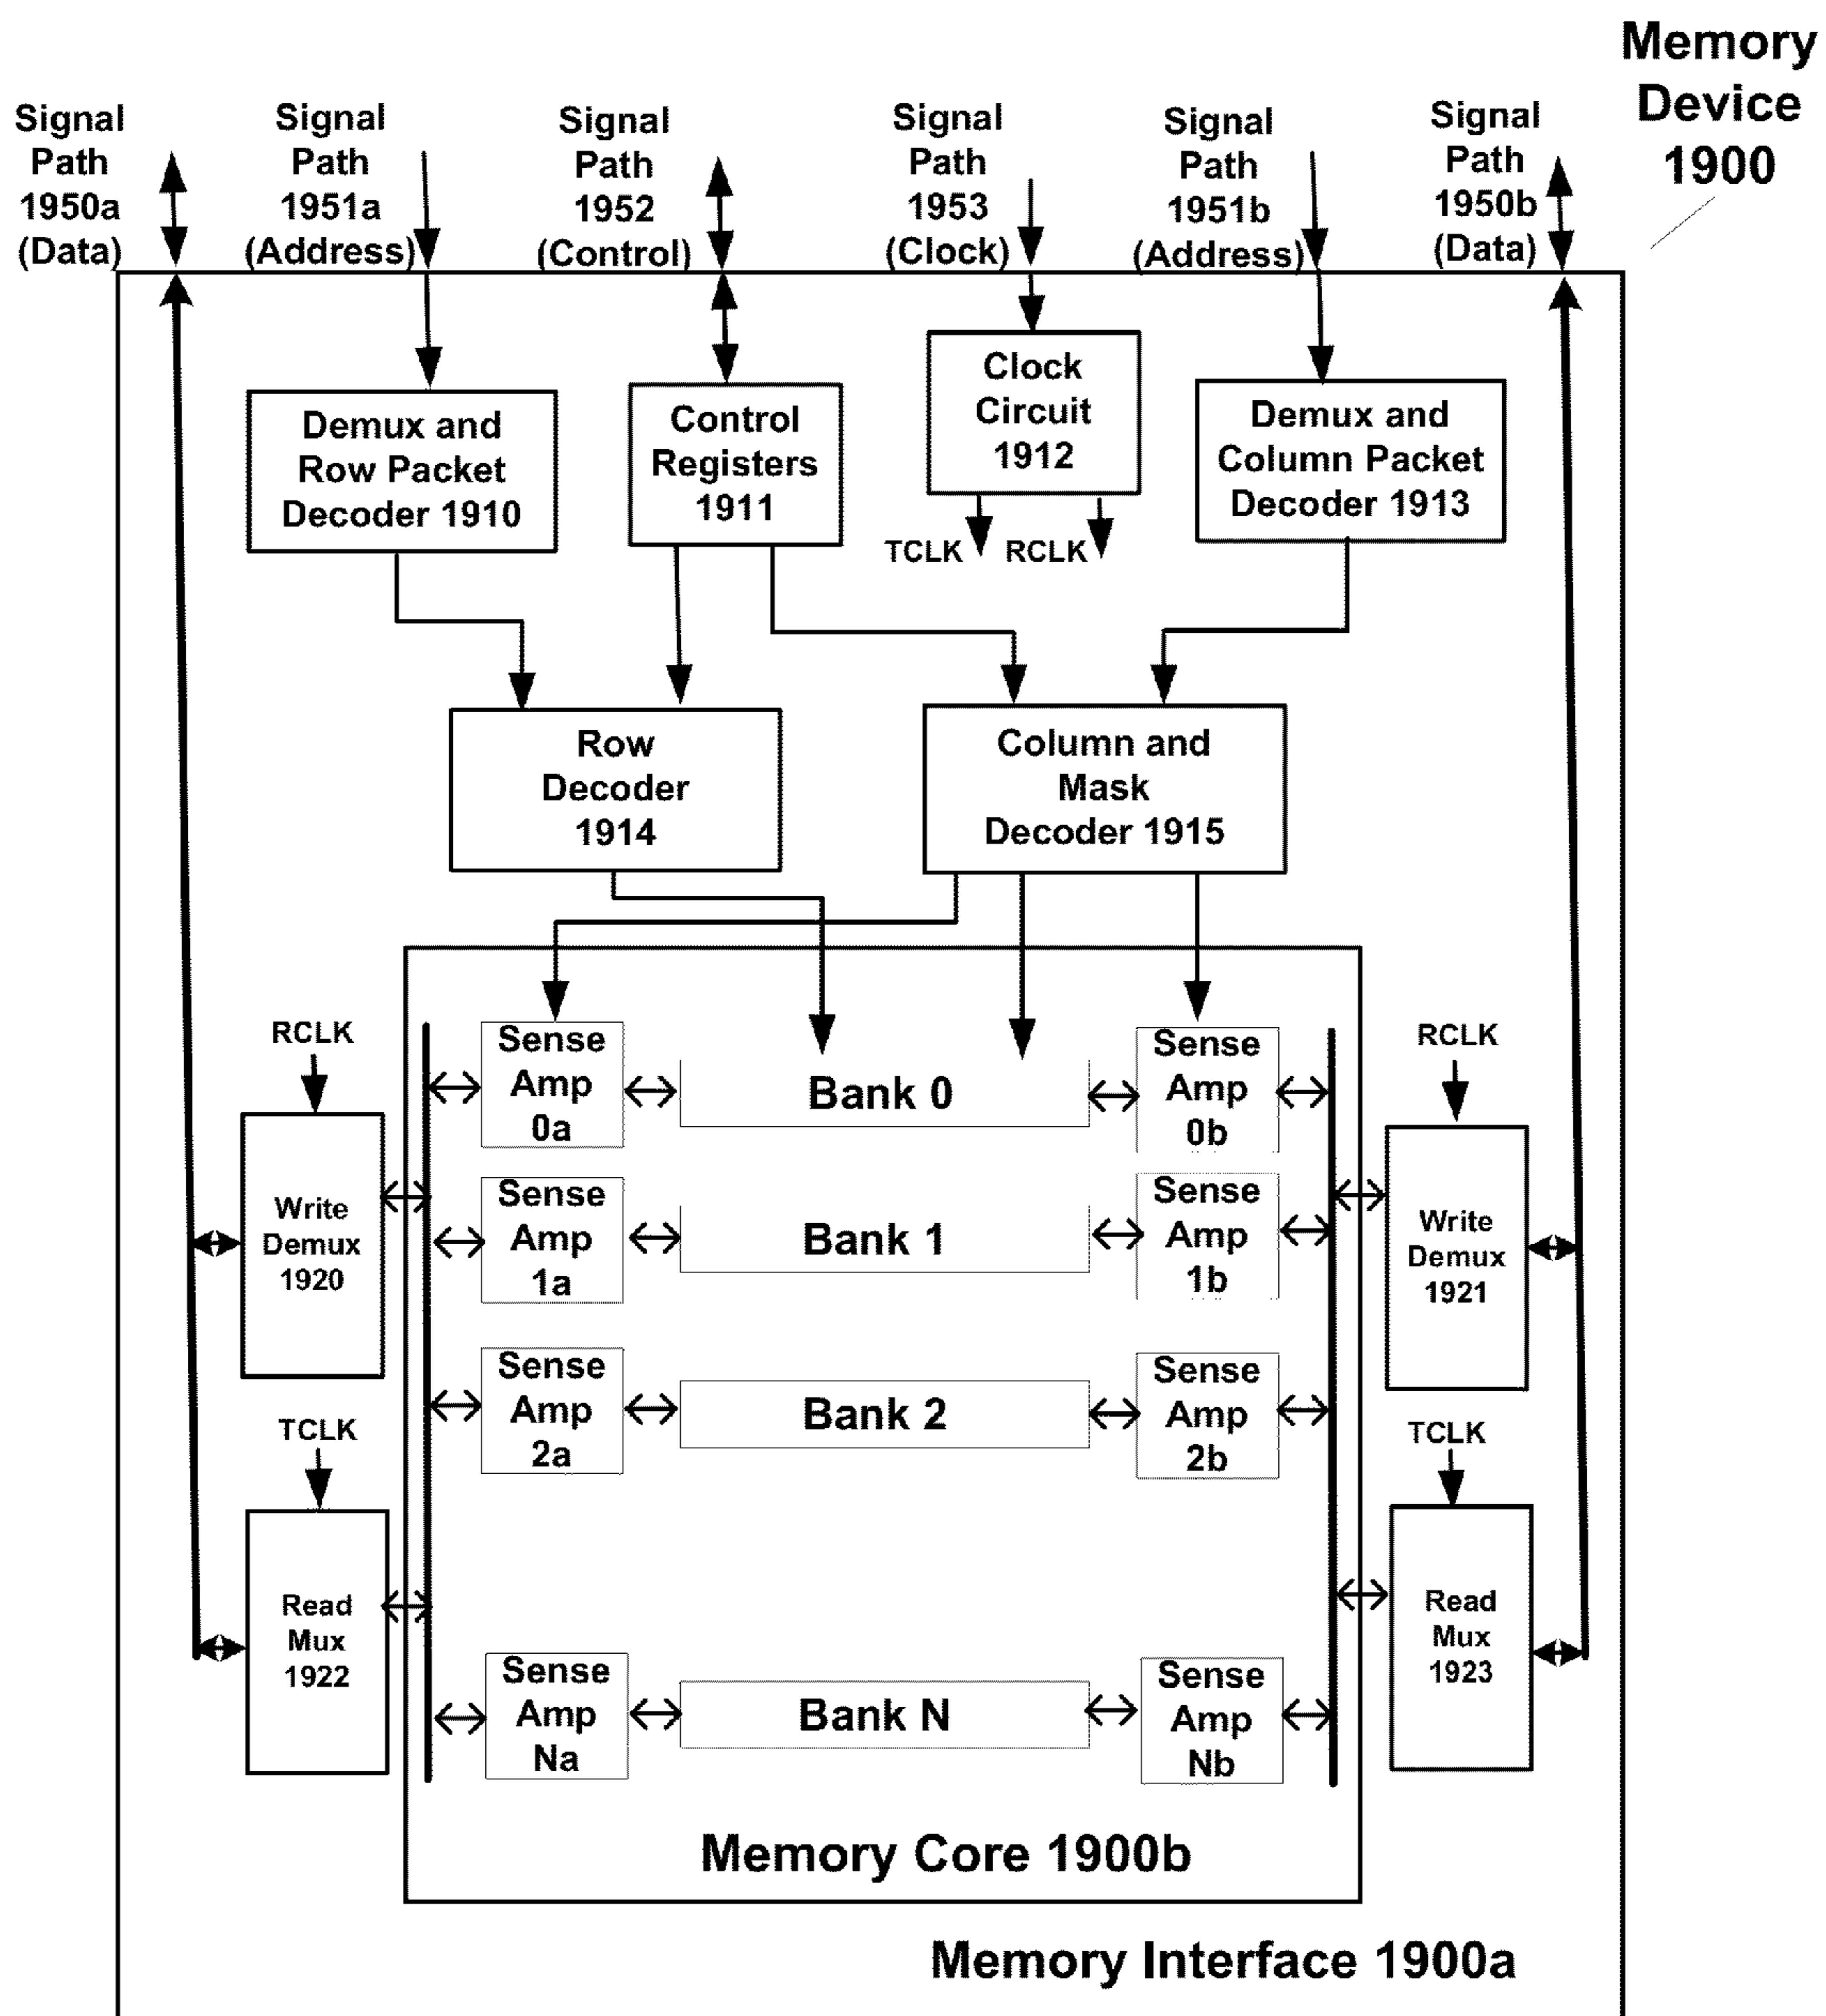 Memory
Device
1900
Signal
Path
1950a
(Data)
Signal
Path
1951a
(Address)
Signal
Path
1952
(Control)
Signal
Path
1953
(Clock)
Signal
Path
1951b
(Address)
Signal
Path
1950b
(Data)
Demux and
Row Packet
Decoder 1910
Control
Registers
1911
Clock
Circuit
1912
Demux and
Column Packet
Decoder 1913
TCLK
RCLK
Row
Decoder
1914
Column and
Mask
Decoder 1915
RCLK
Write
Demux
1920
TCLK
Read
Mux
1922
Sense
Amp
0a
Bank 0
Sense
Amp
0b
Sense
Amp
1a
Bank 1
Sense
Amp
1b
Sense
Amp
2a
Bank 2
Sense
Amp
2b
Sense
Amp
Na
Bank N
Sense
Amp
Nb
RCLK
Write
Demux
1921
TCLK
Read
Mux
1923
Memory Core 1900b
Memory Interface 1900a